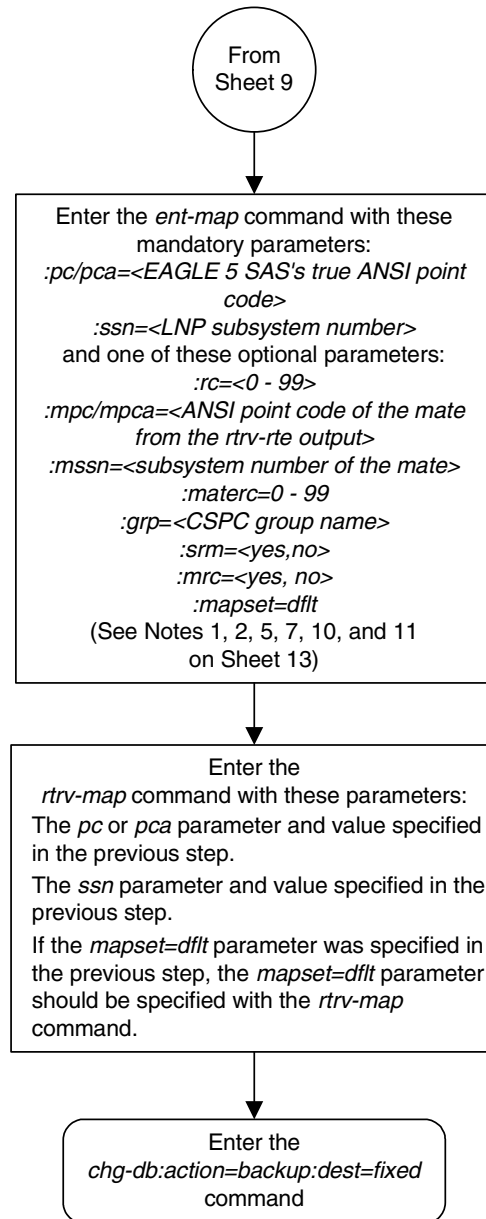 From
Sheet 9
Enter the ent-map command with these
mandatory parameters:
:pc/pca=<EAGLE 5 SAS's true ANSI point
code>
:ssn=<LNP subsystem number>
and one of these optional parameters:
:rc=<0 - 99>
:mpc/mpca=<ANSI point code of the mate
from the rtrv-rte output>
:mssn=<subsystem number of the mate>
:materc=0 - 99
:grp=<CSPC group name>
:srm=<yes,no>
:mrc=<yes, no>
:mapset=dflt
(See Notes 1, 2, 5, 7, 10, and 11
on Sheet 13)
Enter the
rtrv-map command with these parameters:
The pc or pca parameter and value specified
in the previous step.
The ssn parameter and value specified in the
previous step.
If the mapset=dflt parameter was specified in
the previous step, the mapset=dflt parameter
should be specified with the rtrv-map
command.
Enter the
chg-db:action=backup:dest=fixed
command